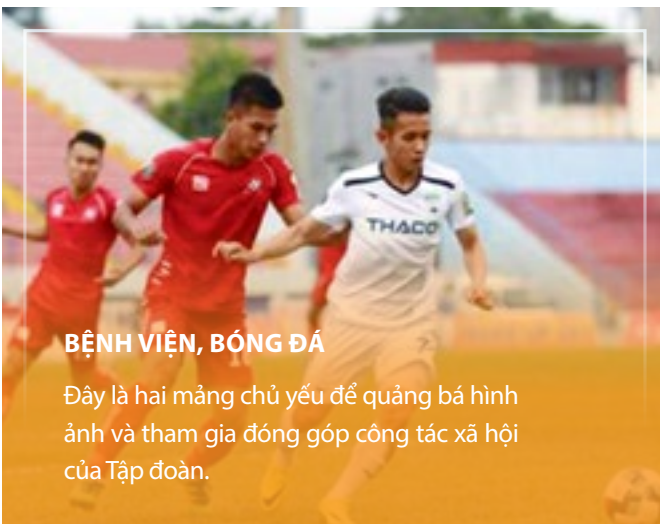 THACO
BỆNH VIỆN, BÓNG ĐÁ
Đây là hai mảng chủ yếu để quảng bá hình
ảnh và tham gia đóng góp công tác xã hội
của Tập đoàn.